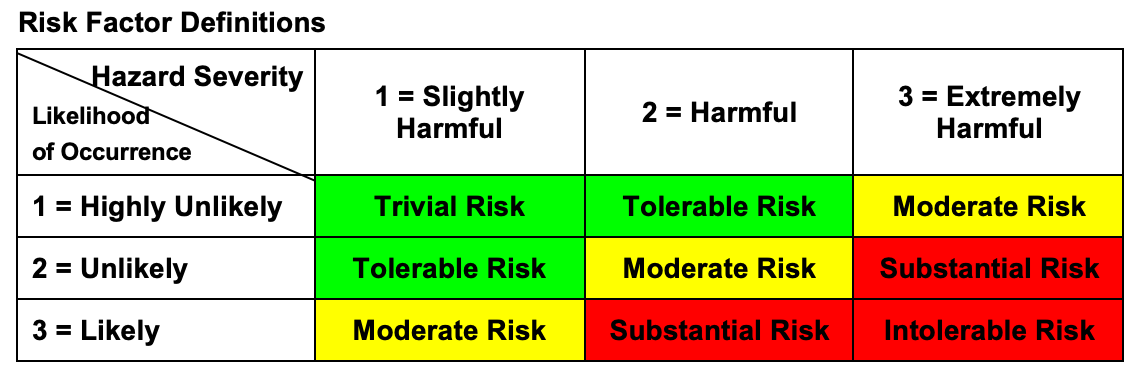 Risk Factor Definitions
Hazard Severity
Likelihood
of Occurrence
1 = Slightly
Harmful
2 = Harmful
3 = Extremely
Harmful
1 = Highly Unlikely
Trivial Risk
Tolerable Risk
Moderate Risk
2 = Unlikely
Tolerable Risk
Moderate Risk
Substantial Risk
3 = Likely
Moderate Risk
Substantial Risk
Intolerable Risk